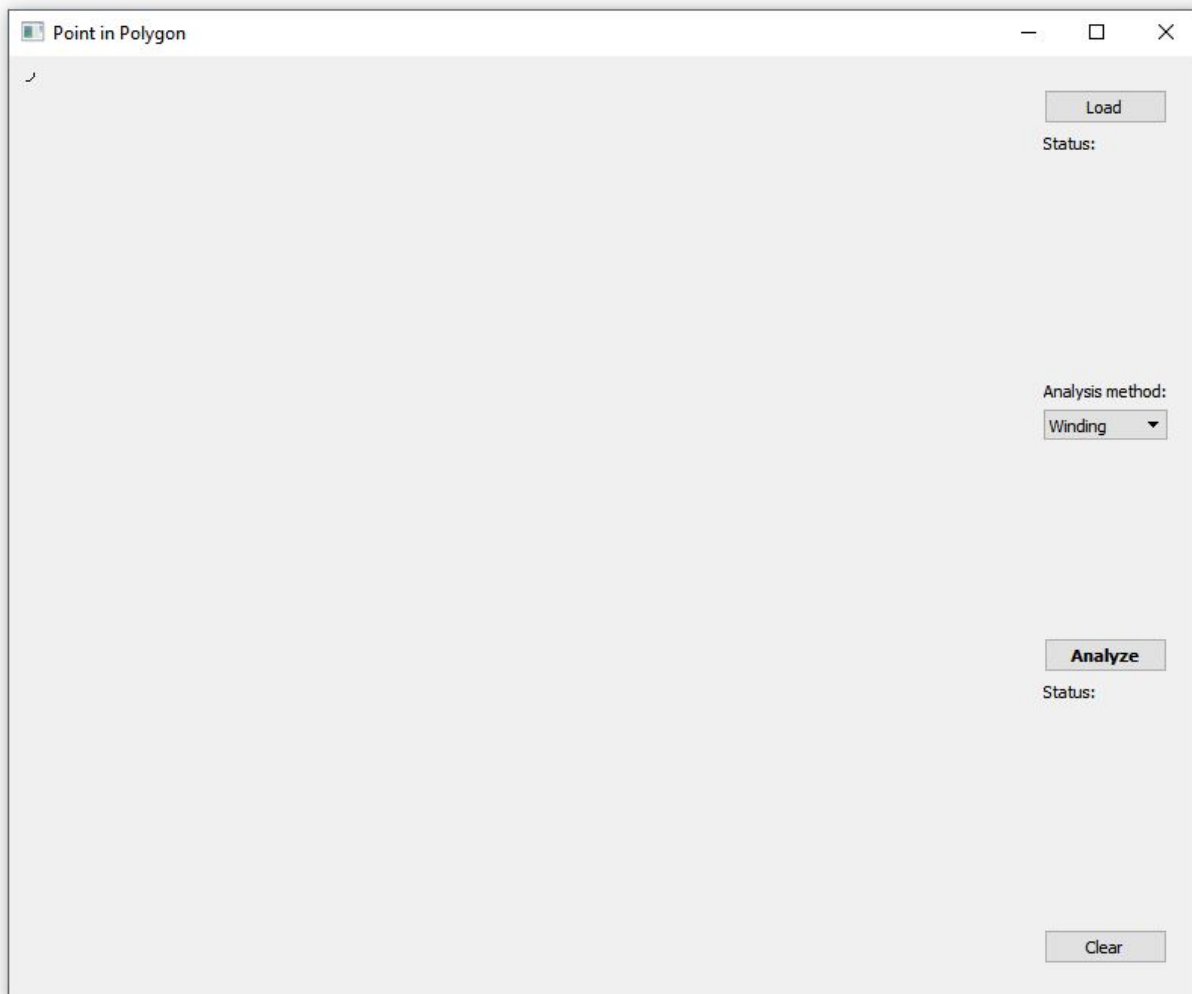 Point in Polygon
Load
Status:
Analysis method:
Winding
Analyze
Status:
Clear